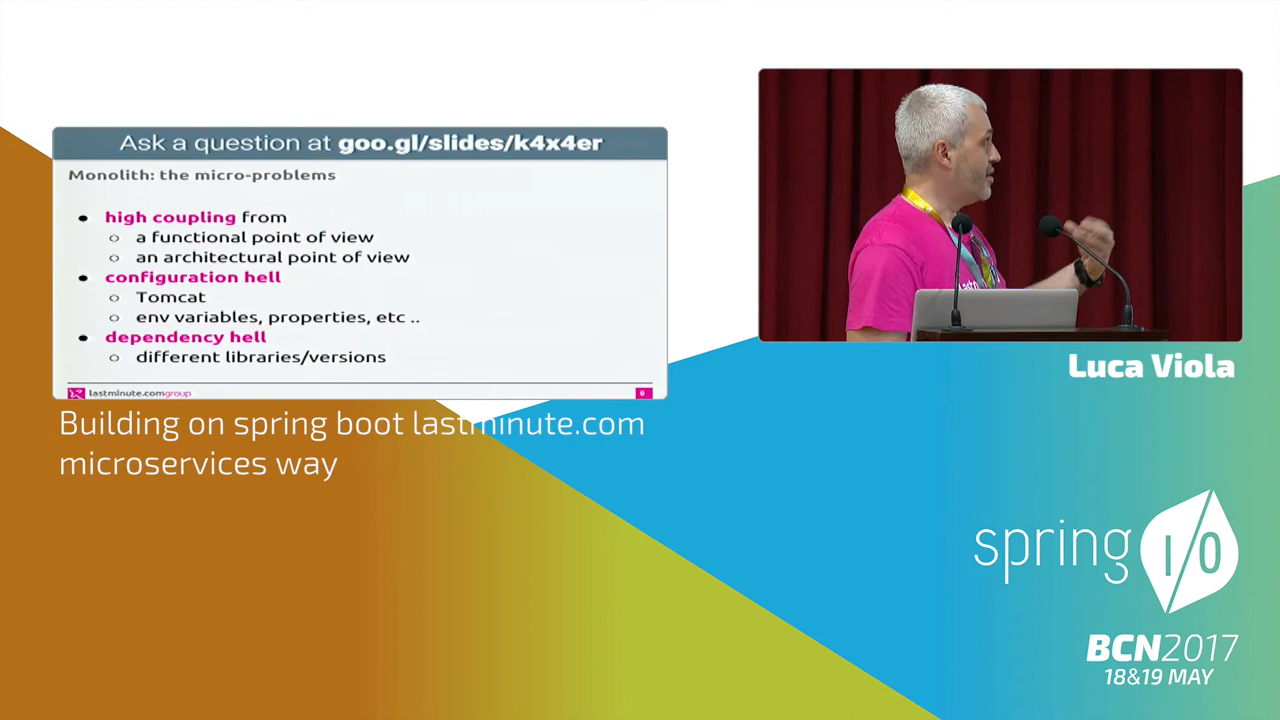 Ask a question at goo.gl/slides/k4x4er
Monolith: the micro-problems
● high coupling from
○ a functional point of view
○ an architectural point of view
● configuration hell
○ Tomcat
○ env variables, properties, etc ..
● dependency hell
○ different libraries/versions
lastminute.comgroup
Luca Viola
Building on spring boot lastminute.com
microservices way
spring I/O
BCN2017
18&19 MAY